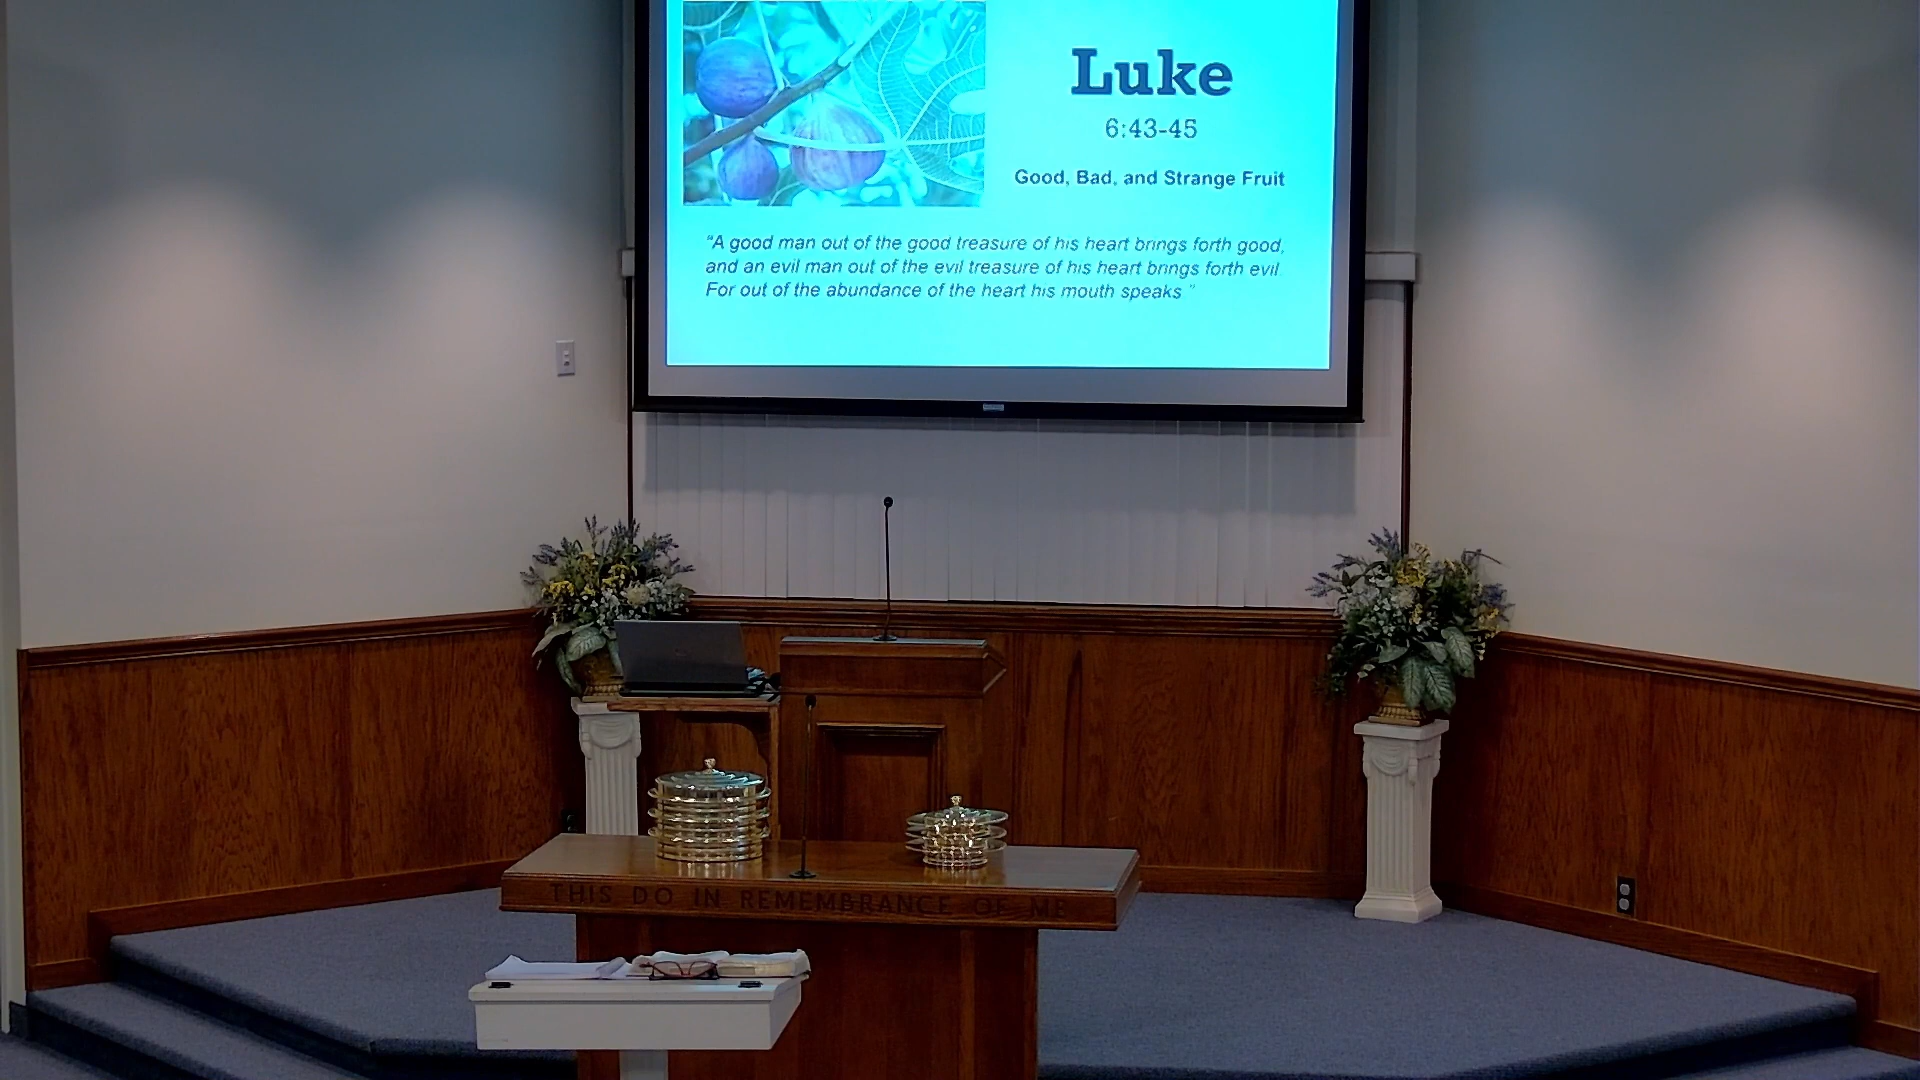 Luke
6:43-45
Good, Bad, and Strange Fruit
"A good man out of the good treasure of his heart brings forth good,
and an evil man out of the evil treasure of his heart brings forth evil.
For out of the abundance of the heart his mouth speaks."
THIS DO IN REMEMBRANCE OF ME